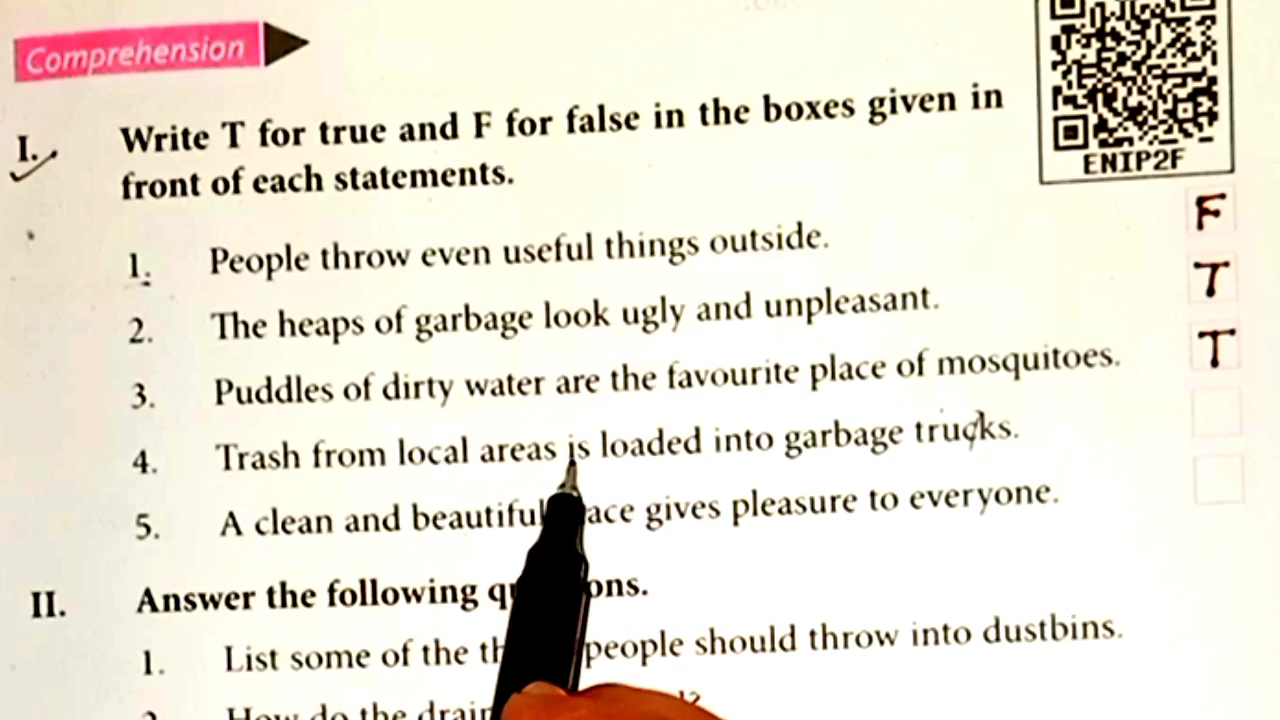 Comprehension
ENIP2F
I. Write T for true and F for false in the boxes given in
front of each statements.
1. People throw even useful things outside. F
2. The heaps of garbage look ugly and unpleasant. T
3. Puddles of dirty water are the favourite place of mosquitoes. T
4. Trash from local areas is loaded into garbage trucks.
5. A clean and beautiful gives pleasure to everyone.
II. Answer the following
1. List some of the people should throw into dustbins.
How do the